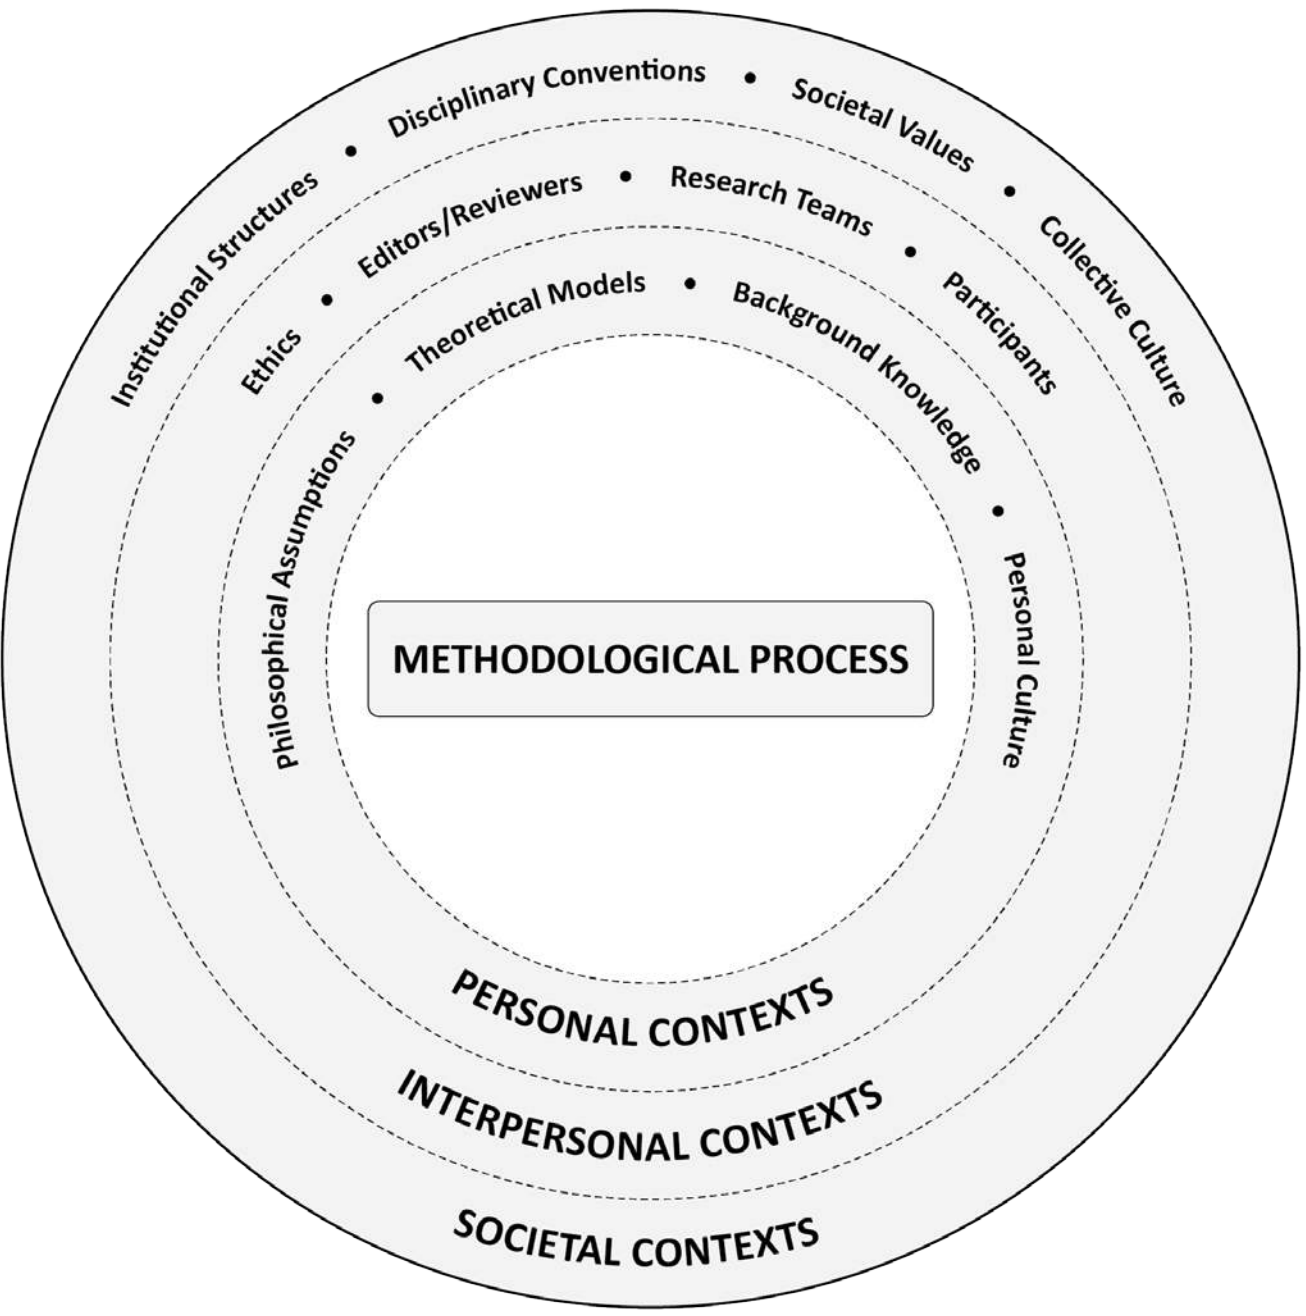 Institutional Structures • Disciplinary Conventions • Societal Values • Collective Culture
Ethics • Editors/Reviewers • Research Teams • Participants
Philosophical Assumptions • Theoretical Models • Background Knowledge • Personal Culture
METHODOLOGICAL PROCESS
PERSONAL CONTEXTS
INTERPERSONAL CONTEXTS
SOCIETAL CONTEXTS